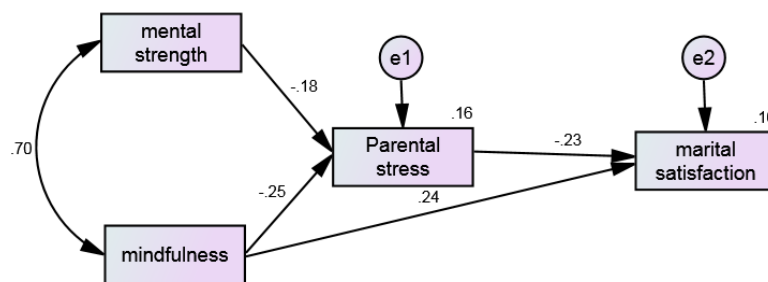 mental
strength
e1
e2
-.18
.16
.70
Parental
stress
-.23
marital
satisfaction
-.25
.24
mindfulness